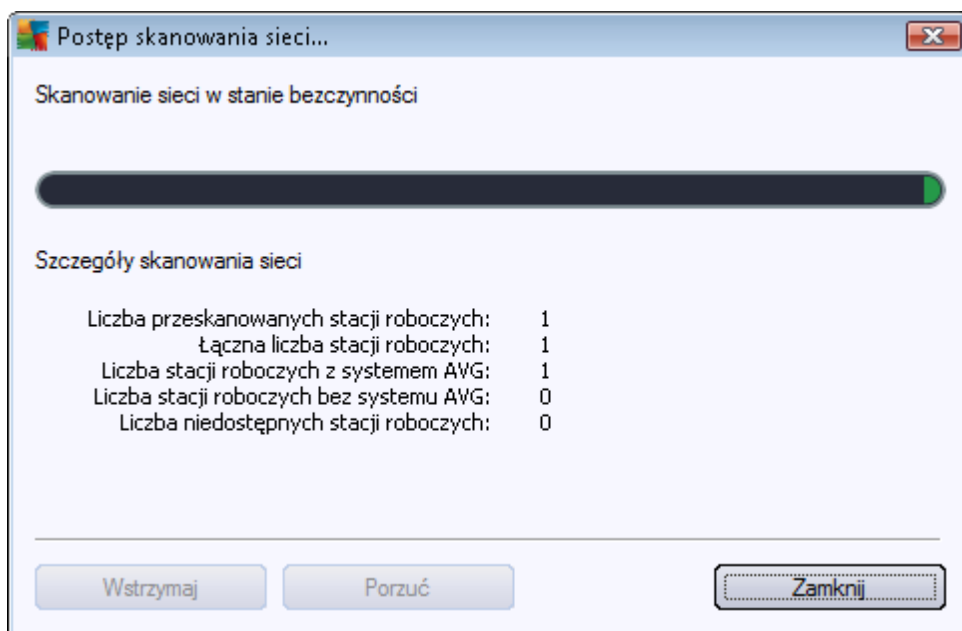 Postęp skanowania sieci...
Skanowanie sieci w stanie bezczynności
Szczegóły skanowania sieci
Liczba przeskanowanych stacji roboczych: 1
Łączna liczba stacji roboczych: 1
Liczba stacji roboczych z systemem AVG: 1
Liczba stacji roboczych bez systemu AVG: 0
Liczba niedostępnych stacji roboczych: 0
Wstrzymaj Porzuć Zamknij